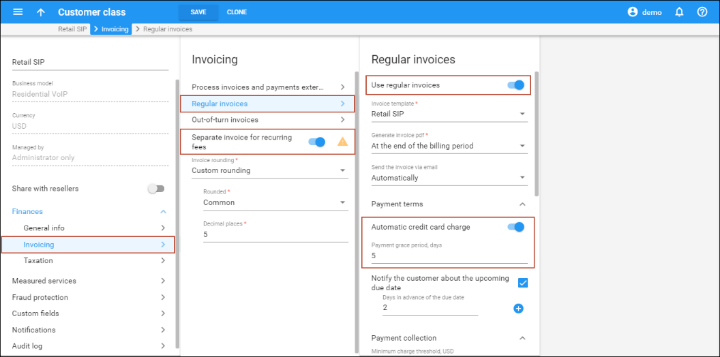 Customer class
SAVE
CLONE
demo
Retail SIP
Invoicing
Regular invoices
Retail SIP
Business model
Residential VoIP
Currency
USD
Managed by
Administrator only
Share with resellers
Finances
General info
Invoicing
Taxation
Measured services
Fraud protection
Custom fields
Notifications
Audit log
Invoicing
Process invoices and payments exter...
Regular invoices
Out-of-turn invoices
Separate invoice for recurring
fees
Invoice rounding *
Custom rounding
Rounded *
Common
Decimal places *
5
Regular invoices
Use regular invoices
Invoice template *
Retail SIP
Generate invoice pdf *
At the end of the billing period
Send the invoice via email
Automatically
Payment terms
Automatic credit card charge
Payment grace period, days
5
Notify the customer about the upcoming
due date
Days in advance of the due date
2
Payment collection
Minimum charge threshold, USD